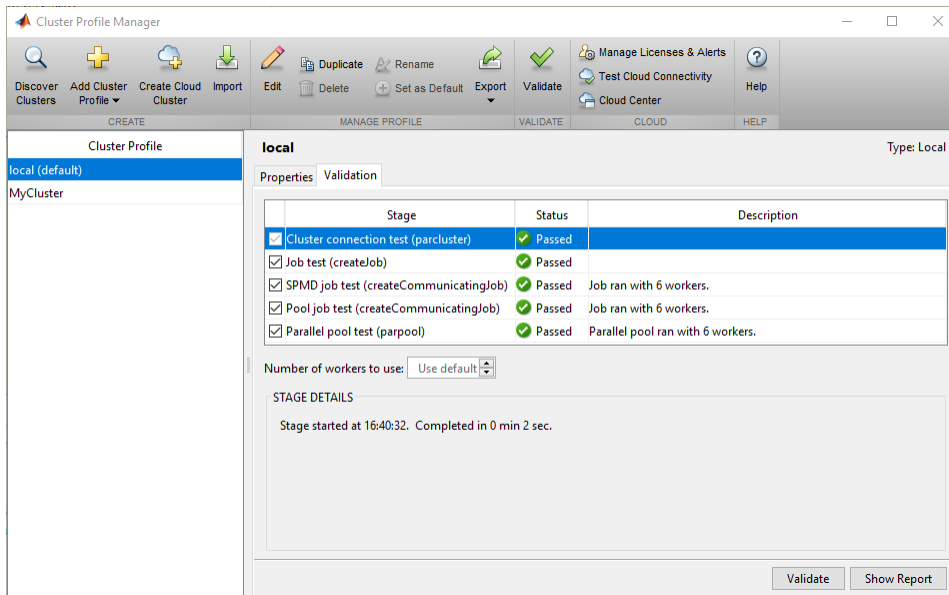 Cluster Profile Manager
Discover Clusters
Add Cluster Profile
Create Cloud Cluster
Import
CREATE
Edit
Duplicate
Delete
Rename
Set as Default
Export
MANAGE PROFILE
Validate
VALIDATE
Manage Licenses & Alerts
Test Cloud Connectivity
Cloud Center
CLOUD
Help
HELP
Cluster Profile
local (default)
MyCluster
local
Type: Local
Properties
Validation
Stage Status Description
Cluster connection test (parcluster) Passed
Job test (createJob) Passed
SPMD job test (createCommunicatingJob) Passed Job ran with 6 workers.
Pool job test (createCommunicatingJob) Passed Job ran with 6 workers.
Parallel pool test (parpool) Passed Parallel pool ran with 6 workers.
Number of workers to use: Use default
STAGE DETAILS
Stage started at 16:40:32. Completed in 0 min 2 sec.
Validate
Show Report